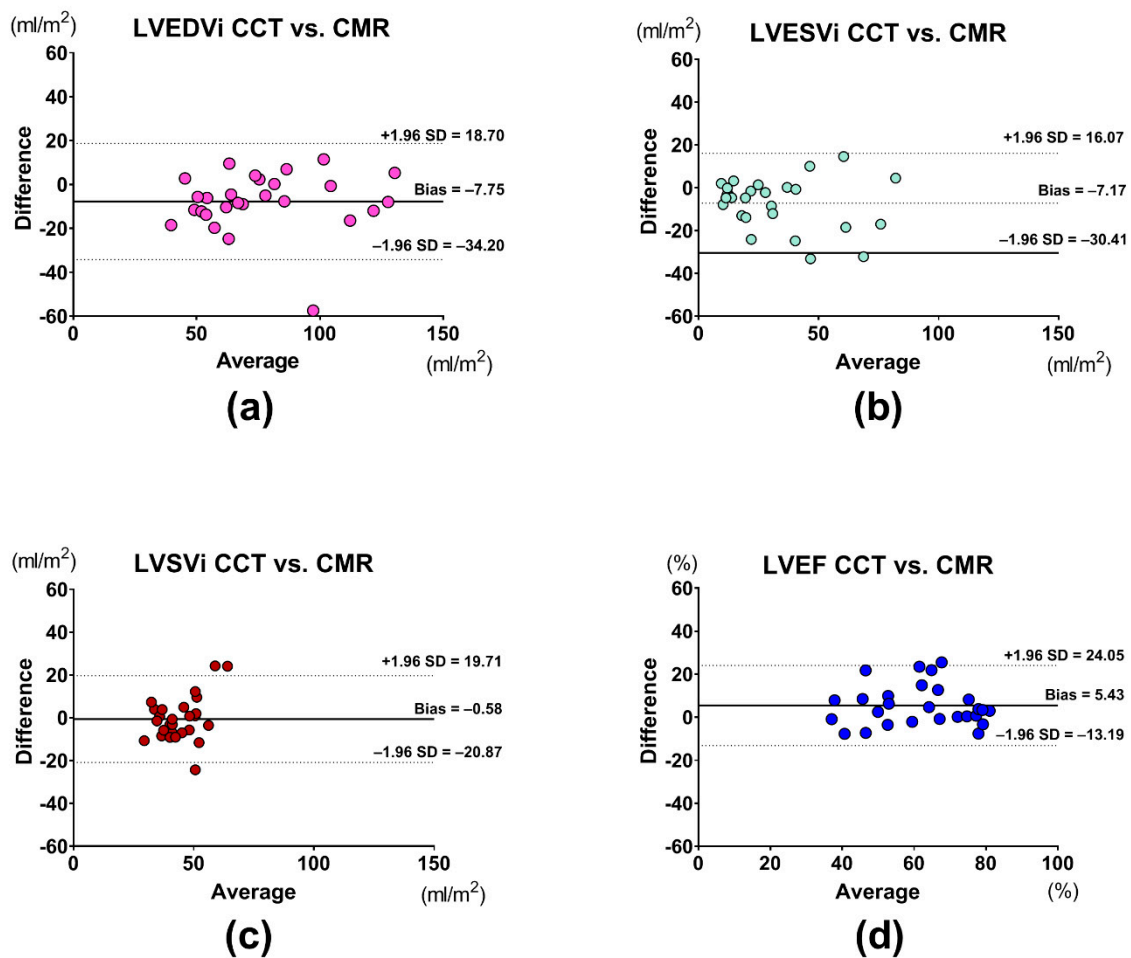 (ml/m²)
LVEDVi CCT vs. CMR
60
40
20
0
-20
-40
-60
Difference
+1.96 SD = 18.70
Bias = −7.75
−1.96 SD = −34.20
0
50
100
150
Average
(ml/m²)
(a)
(ml/m²)
LVESVi CCT vs. CMR
60
40
20
0
-20
-40
-60
Difference
+1.96 SD = 16.07
Bias = −7.17
−1.96 SD = −30.41
0
50
100
150
Average
(ml/m²)
(b)
(ml/m²)
LVSVi CCT vs. CMR
60
40
20
0
-20
-40
-60
Difference
+1.96 SD = 19.71
Bias = −0.58
−1.96 SD = −20.87
0
50
100
150
Average
(ml/m²)
(c)
(%)
LVEF CCT vs. CMR
60
40
20
0
-20
-40
-60
Difference
+1.96 SD = 24.05
Bias = 5.43
−1.96 SD = −13.19
0
20
40
60
80
100
Average
(%)
(d)